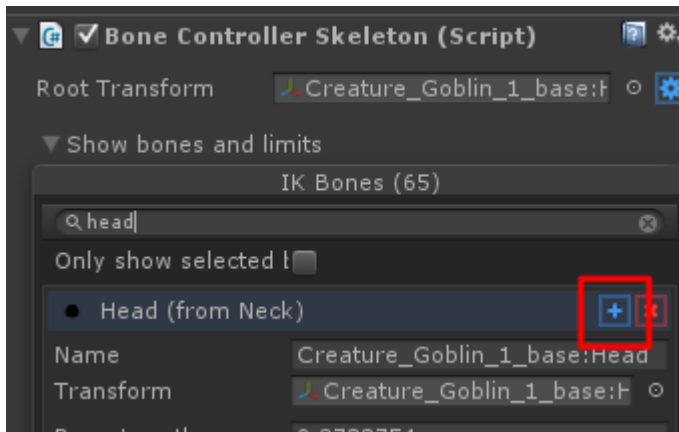 Bone Controller Skeleton (Script)
Root Transform Creature_Goblin_1_base:H
Show bones and limits
IK Bones (65)
head
Only show selected
Head (from Neck)
Name Creature_Goblin_1_base:Head
Transform Creature_Goblin_1_base:H